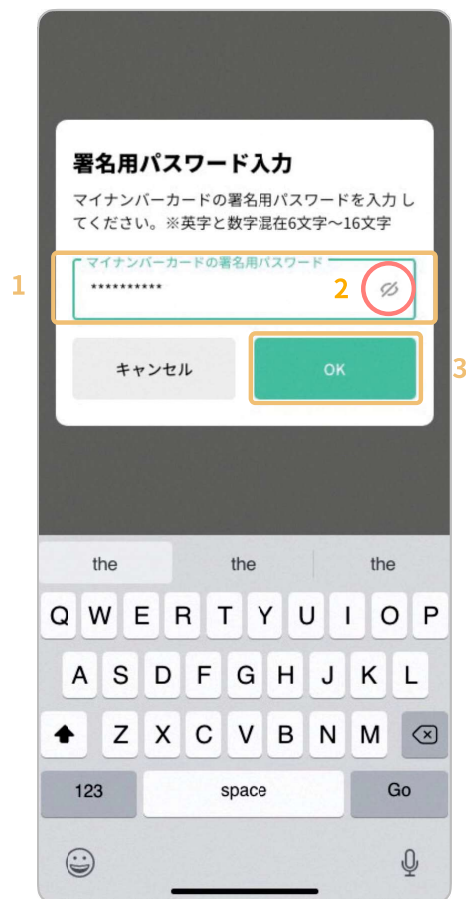 署名用パスワード入力
マイナンバーカードの署名用パスワードを入力し
てください。※英字と数字混在6文字～16文字
マイナンバーカードの署名用パスワード
1
**********
2
キャンセル
OK
3
the the the
Q W E R T Y U I O P
A S D F G H J K L
Z X C V B N M
123 space Go